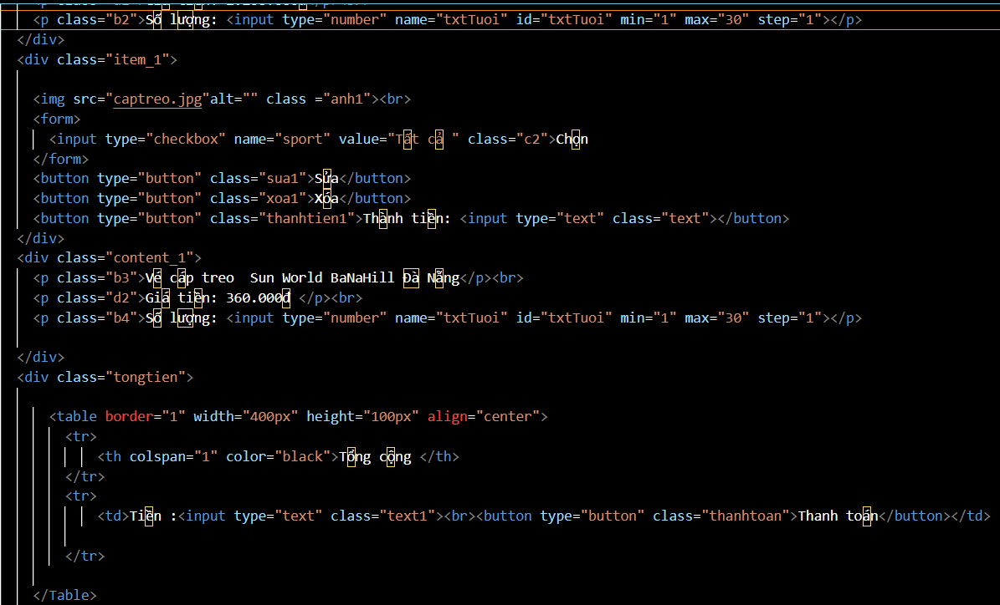 <p class="b2">Số lượng: <input type="number" name="txtTuoi" id="txtTuoi" min="1" max="30" step="1"></p>
</div>
<div class="item_1">
<img src="captreo.jpg"alt="" class ="anh1"><br>
<form>
<input type="checkbox" name="sport" value="Tất cả " class="c2">Chọn
</form>
<button type="button" class="sua1">Sửa</button>
<button type="button" class="xoa1">Xóa</button>
<button type="button" class="thanhtien1">Thành tiền: <input type="text" class="text"></button>
</div>
<div class="content_1">
<p class="b3">Vé cáp treo  Sun World BaNaHill Đà Nẵng</p><br>
<p class="d2">Giá tiền: 360.000đ </p><br>
<p class="b4">Số lượng: <input type="number" name="txtTuoi" id="txtTuoi" min="1" max="30" step="1"></p>
</div>
<div class="tongtien">
<table border="1" width="400px" height="100px" align="center">
<tr>
<th colspan="1" color="black">Tổng cộng </th>
</tr>
<tr>
<td>Tiền :<input type="text" class="text1"><br><button type="button" class="thanhtoan">Thanh toán</button></td>
</tr>
</Table>